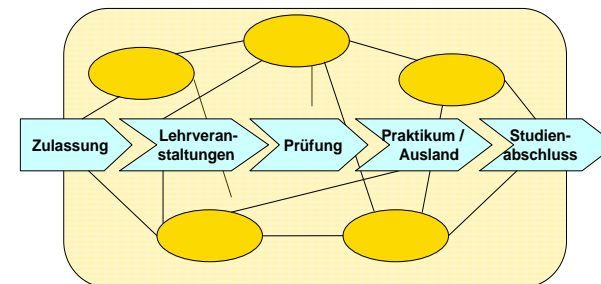 Zulassung
Lehrveran-
staltungen
Prüfung
Praktikum /
Ausland
Studien-
abschluss